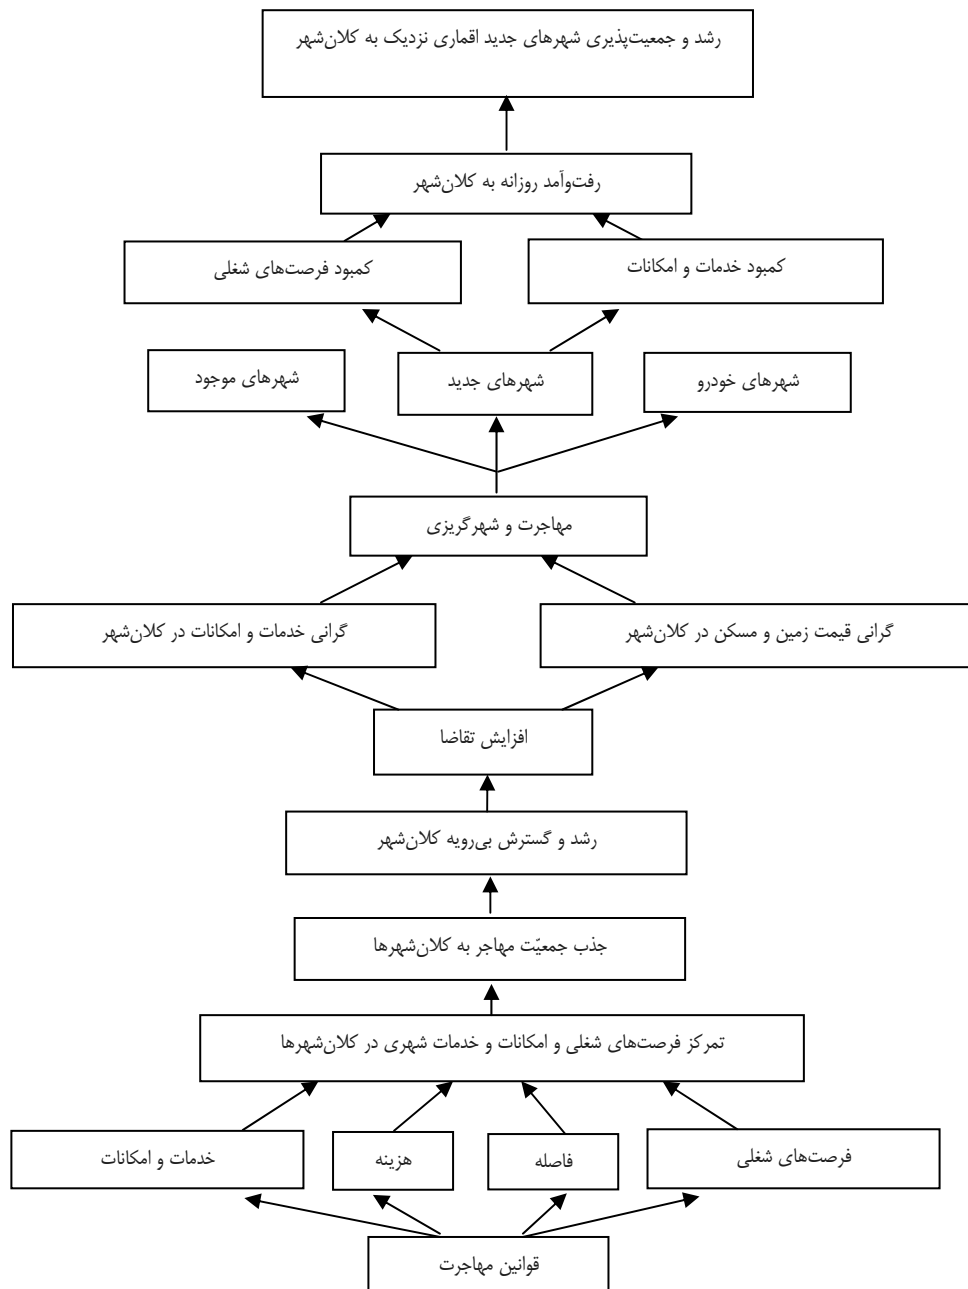 رشد و جمعیت‌پذیری شهرهای جدید اقماری نزدیک به کلان‌شهر
رفت‌وآمد روزانه به کلان‌شهر
کمبود خدمات و امکانات
کمبود فرصت‌های شغلی
شهرهای خودرو
شهرهای جدید
شهرهای موجود
مهاجرت و شهرگریزی
گرانی قیمت زمین و مسکن در کلان‌شهر
گرانی خدمات و امکانات در کلان‌شهر
افزایش تقاضا
رشد و گسترش بی‌رویه کلان‌شهر
جذب جمعیّت مهاجر به کلان‌شهرها
تمرکز فرصت‌های شغلی و امکانات و خدمات شهری در کلان‌شهرها
فرصت‌های شغلی
فاصله
هزینه
خدمات و امکانات
قوانین مهاجرت